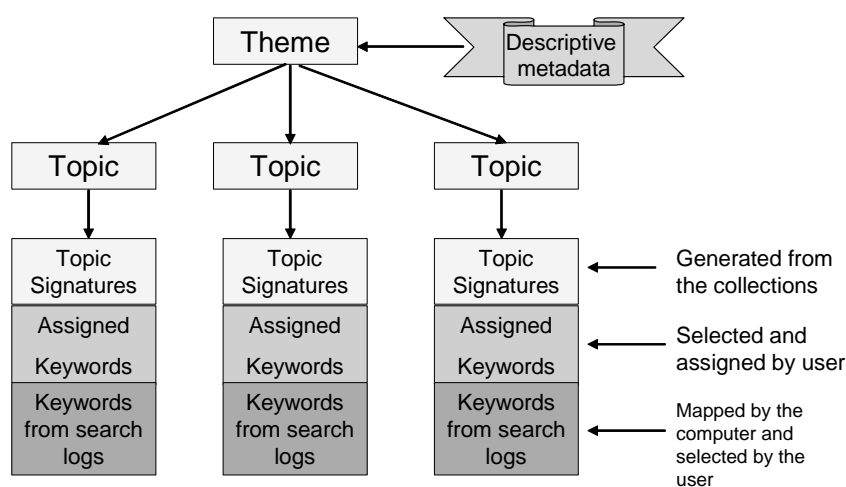 Theme
Descriptive
metadata
Topic
Topic
Topic
Topic
Signatures
Topic
Signatures
Topic
Signatures
Generated from
the collections
Assigned
Keywords
Assigned
Keywords
Assigned
Keywords
Selected and
assigned by user
Keywords
from search
logs
Keywords
from search
logs
Keywords
from search
logs
Mapped by the
computer and
selected by the
user